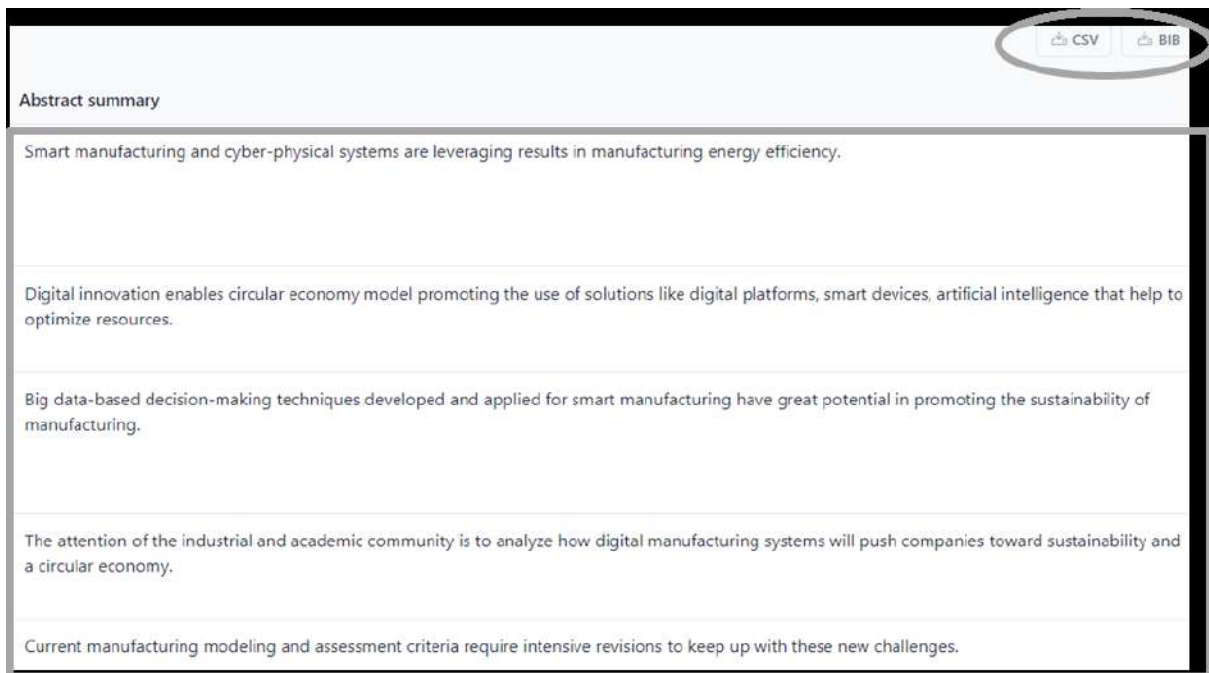 CSV BIB
Abstract summary
Smart manufacturing and cyber-physical systems are leveraging results in manufacturing energy efficiency.
Digital innovation enables circular economy model promoting the use of solutions like digital platforms, smart devices, artificial intelligence that help to
optimize resources.
Big data-based decision-making techniques developed and applied for smart manufacturing have great potential in promoting the sustainability of
manufacturing.
The attention of the industrial and academic community is to analyze how digital manufacturing systems will push companies toward sustainability and
a circular economy.
Current manufacturing modeling and assessment criteria require intensive revisions to keep up with these new challenges.